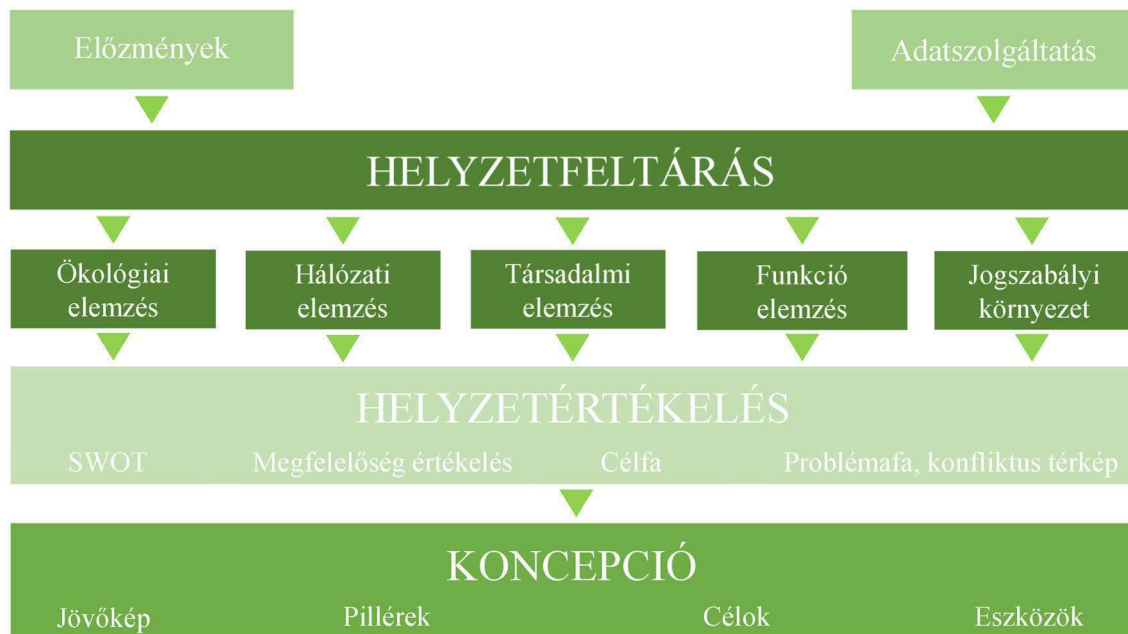 Előzmények
Adatszolgáltatás
HELYZETFELTÁRÁS
Ökológiai
elemzés
Hálózati
elemzés
Társadalmi
elemzés
Funkció
elemzés
Jogszabályi
környezet
HELYZETÉRTÉKELÉS
SWOT
Megfelelőség értékelés
Célfa
Problémafa, konfliktus térkép
KONCEPCIÓ
Jövőkép
Pillérek
Célok
Eszközök